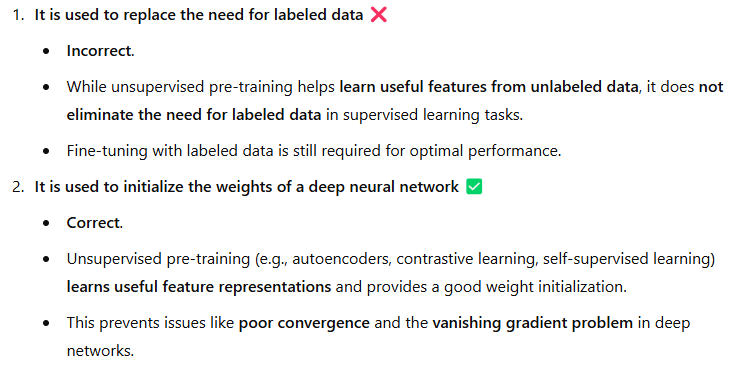 1. It is used to replace the need for labeled data ❌
• Incorrect.
• While unsupervised pre-training helps learn useful features from unlabeled data, it does not
eliminate the need for labeled data in supervised learning tasks.
• Fine-tuning with labeled data is still required for optimal performance.
2. It is used to initialize the weights of a deep neural network ✅
• Correct.
• Unsupervised pre-training (e.g., autoencoders, contrastive learning, self-supervised learning)
learns useful feature representations and provides a good weight initialization.
• This prevents issues like poor convergence and the vanishing gradient problem in deep
networks.